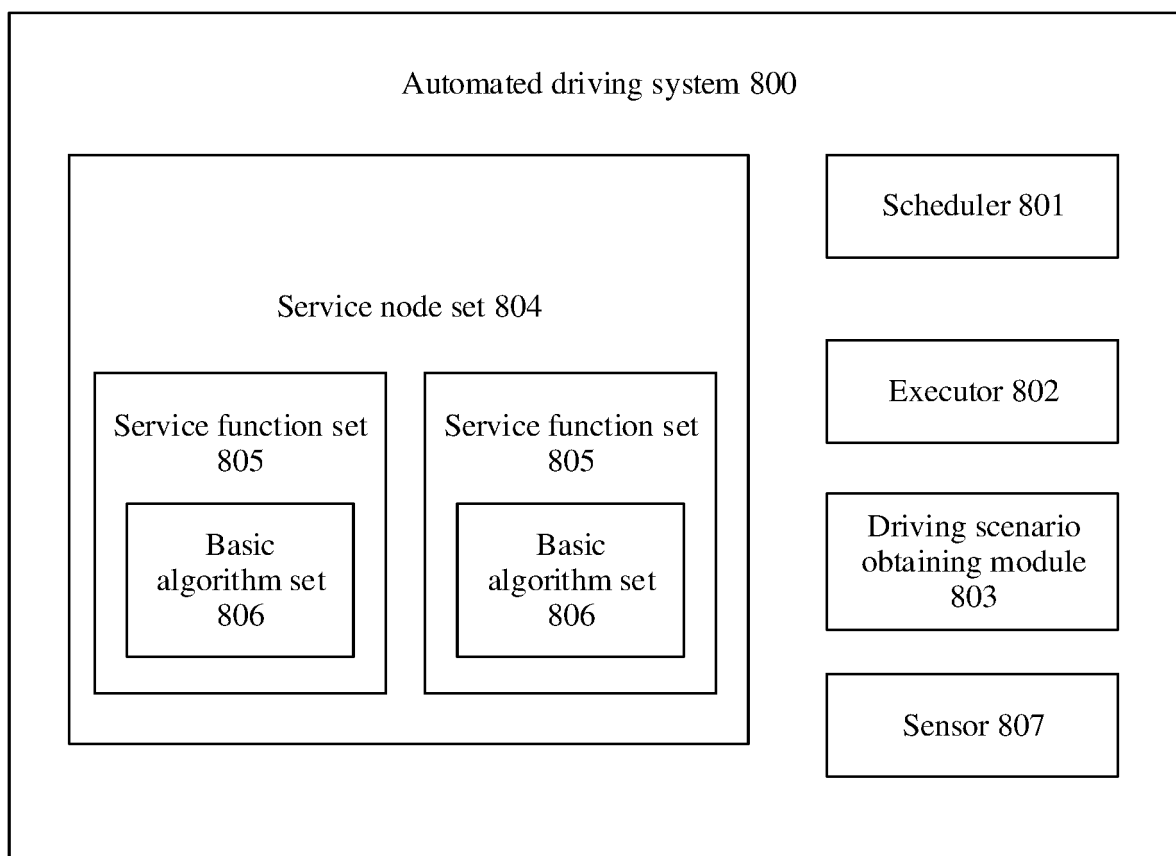 Automated driving system 800
Service node set 804
Service function set
805
Basic
algorithm set
806
Service function set
805
Basic
algorithm set
806
Scheduler 801
Executor 802
Driving scenario
obtaining module
803
Sensor 807